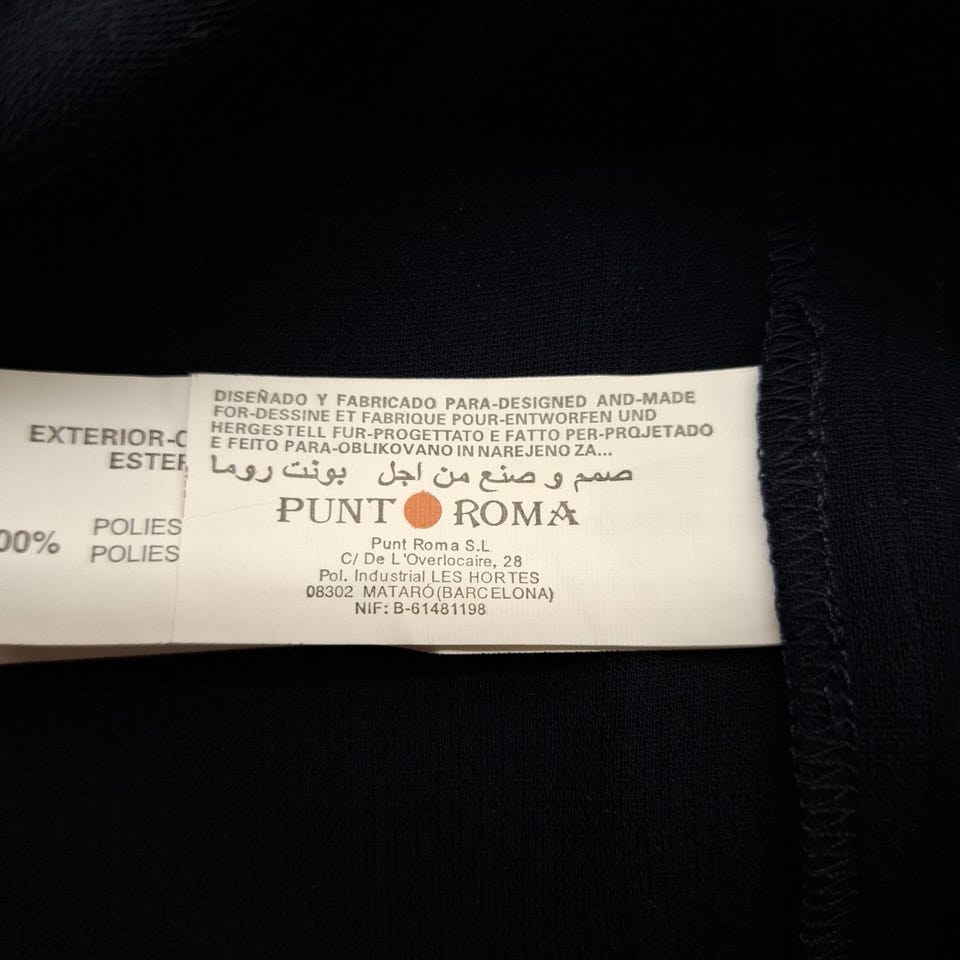 EXTERIOR-
100%
POLIES
POLIES
DISEÑADO Y FABRICADO PARA-DESIGNED AND-MADE
FOR-DESSINE ET FABRIQUE POUR-ENTWORFEN UND
HERGESTELL FUR-PROGETTATO E FATTO PER-PROJETADO
E FEITO PARA-OBLIKOVANO IN NAREJENO ZA...
صمم و صنع من اجل بونت روما
PUNT ROMA
Punt Roma S.L
C/ De L'Overlocaire, 28
Pol. Industrial LES HORTES
08302 MATARÓ(BARCELONA)
NIF: B-61481198